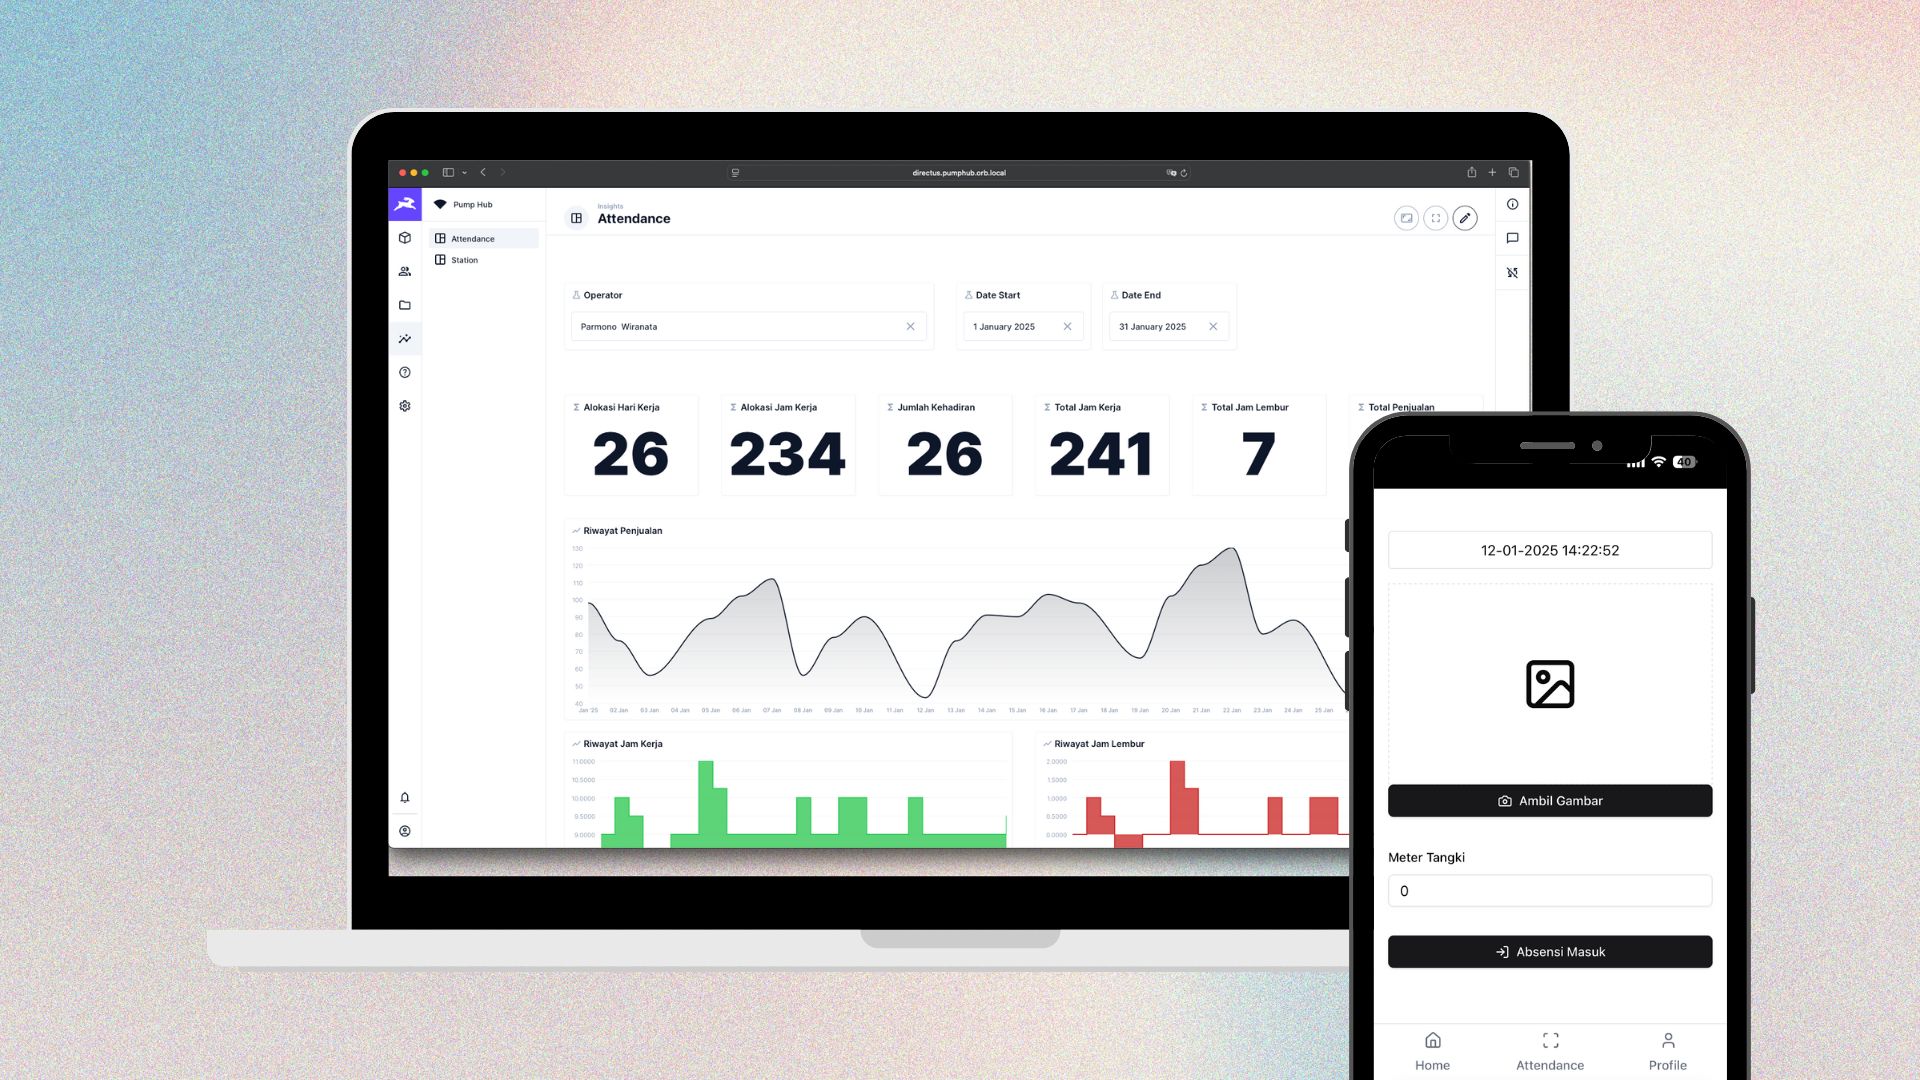 directus.pumphub.orb.local
Pump Hub
Attendance
Station
Insights
Attendance
Operator
Parmono Wiranata
Date Start
1 January 2025
Date End
31 January 2025
Alokasi Hari Kerja
26
Alokasi Jam Kerja
234
Jumlah Kehadiran
26
Total Jam Kerja
241
Total Jam Lembur
7
Total Penjualan
Riwayat Penjualan
130
120
110
100
90
80
70
60
50
40
Jan '25 02 Jan 03 Jan 04 Jan 05 Jan 06 Jan 07 Jan 08 Jan 09 Jan 10 Jan 11 Jan 12 Jan 13 Jan 14 Jan 15 Jan 16 Jan 17 Jan 18 Jan 19 Jan 20 Jan 21 Jan 22 Jan 23 Jan 24 Jan 25 Jan
Riwayat Jam Kerja
11.0000
10.5000
10.0000
9.5000
9.0000
Riwayat Jam Lembur
2.0000
1.5000
1.0000
0.5000
0.0000
40
12-01-2025 14:22:52
Ambil Gambar
Meter Tangki
0
Absensi Masuk
Home
Attendance
Profile